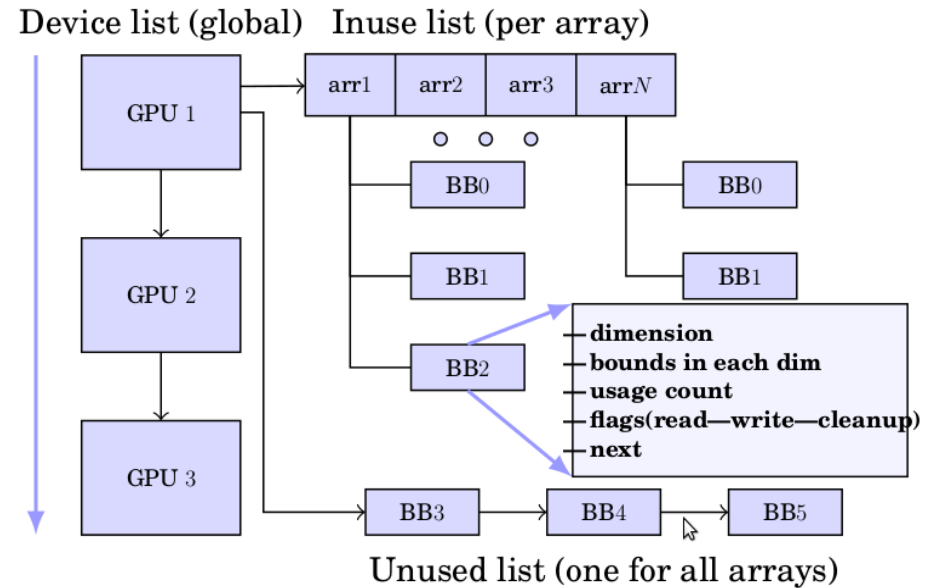 Device list (global)
Inuse list (per array)
GPU 1
arr1
arr2
arr3
arrN
BB0
BB0
GPU 2
BB1
BB1
BB2
dimension
bounds in each dim
usage count
flags(read—write—cleanup)
next
GPU 3
BB3
BB4
BB5
Unused list (one for all arrays)